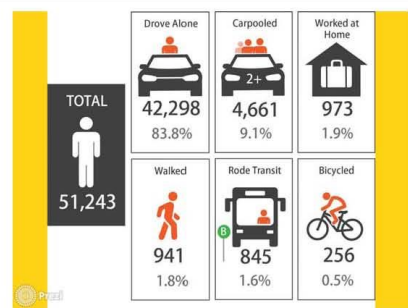 TOTAL
51,243
Drove Alone
42,298
83.8%
Carpooled
2+
4,661
9.1%
Worked at
Home
973
1.9%
Walked
941
1.8%
Rode Transit
B
845
1.6%
Bicycled
256
0.5%
Prezi